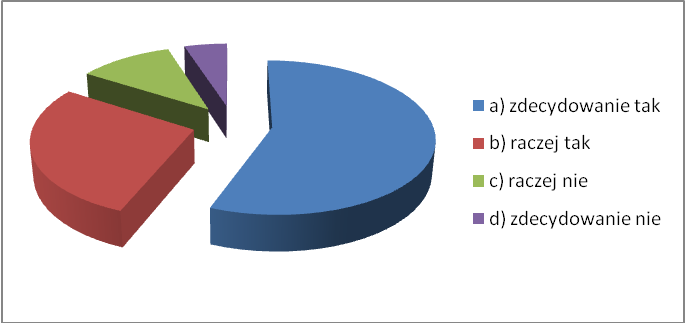 a) zdecydowanie tak
b) raczej tak
c) raczej nie
d) zdecydowanie nie